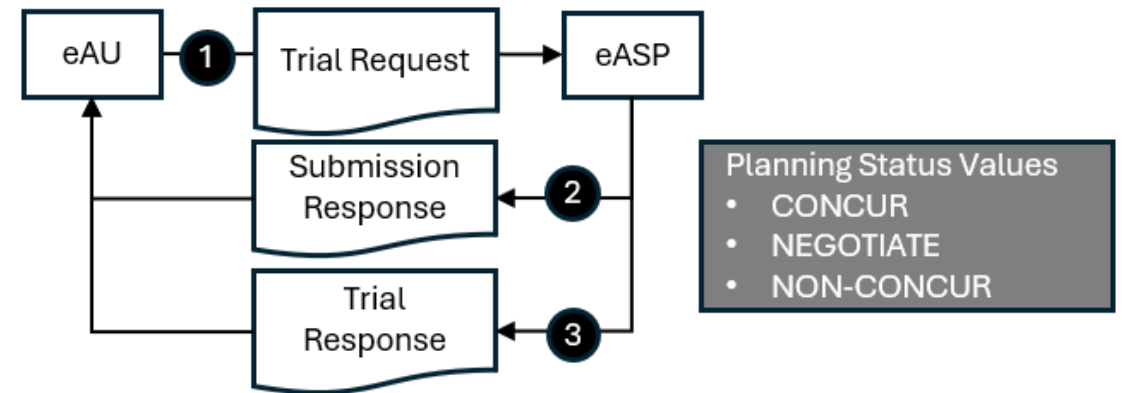 eAU
1
Trial Request
eASP
Submission
Response
2
Trial
Response
3
Planning Status Values
• CONCUR
• NEGOTIATE
• NON-CONCUR